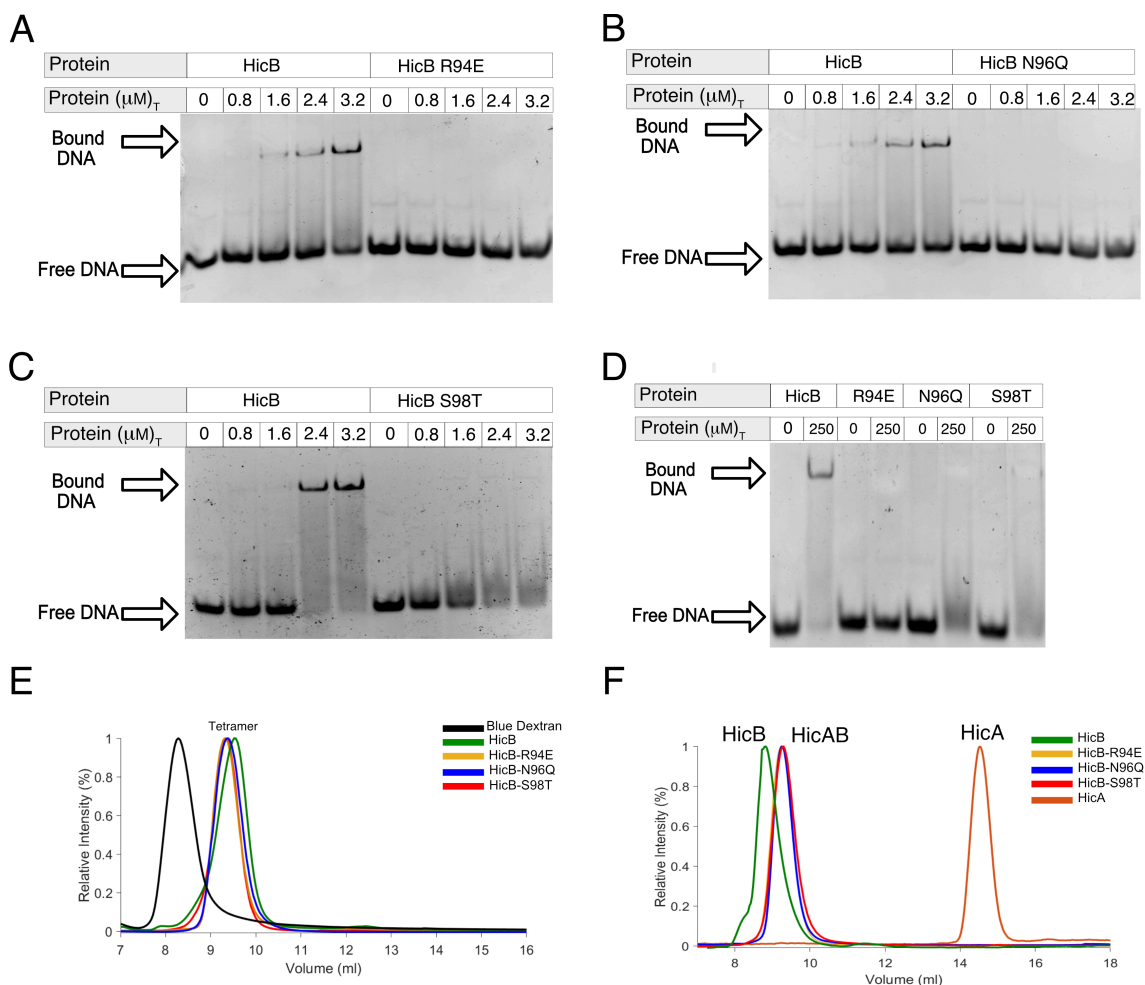 A
Protein HicB HicB R94E
Protein (μM)T 0 0.8 1.6 2.4 3.2 0 0.8 1.6 2.4 3.2
Bound
DNA
Free DNA
B
Protein HicB HicB N96Q
Protein (μM)T 0 0.8 1.6 2.4 3.2 0 0.8 1.6 2.4 3.2
Bound
DNA
Free DNA
C
Protein HicB HicB S98T
Protein (μM)T 0 0.8 1.6 2.4 3.2 0 0.8 1.6 2.4 3.2
Bound
DNA
Free DNA
D
Protein HicB R94E N96Q S98T
Protein (μM)T 0 250 0 250 0 250 0 250
Bound
DNA
Free DNA
E
Tetramer
Blue Dextran
HicB
HicB-R94E
HicB-N96Q
HicB-S98T
Relative Intensity (%)
1
0.8
0.6
0.4
0.2
0
7 8 9 10 11 12 13 14 15 16
Volume (ml)
F
HicB HicAB HicA
HicB
HicB-R94E
HicB-N96Q
HicB-S98T
HicA
Relative Intensity (%)
1
0.8
0.6
0.4
0.2
0
8 10 12 14 16 18
Volume (ml)